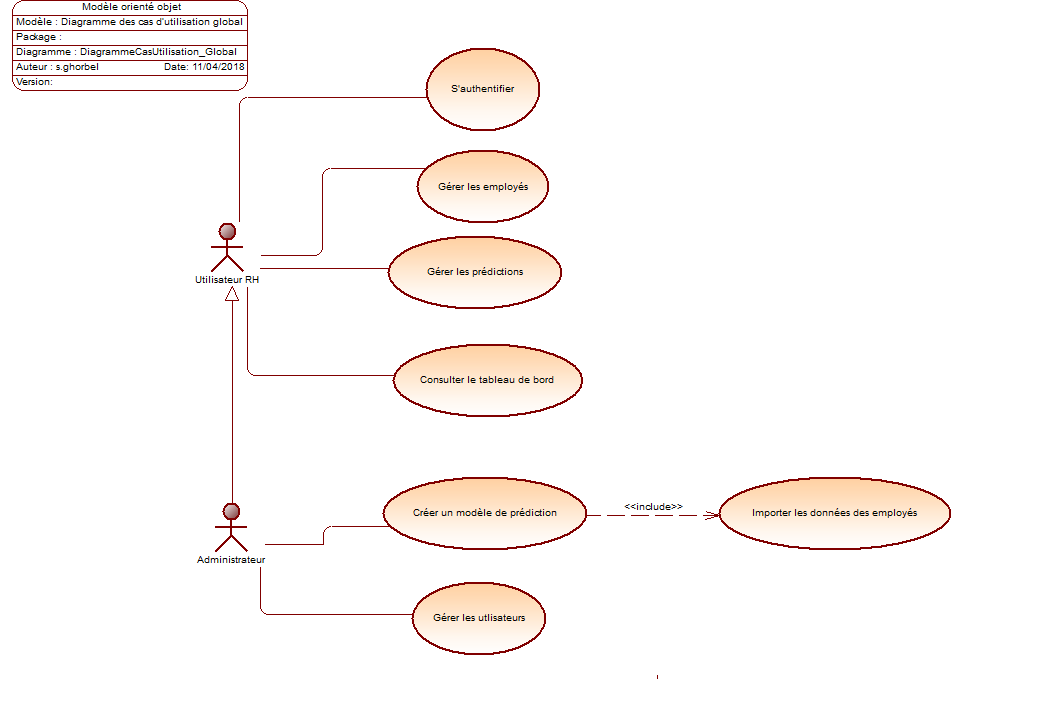 Modèle orienté objet
Modèle : Diagramme des cas d'utilisation global
Package :
Diagramme : DiagrammeCasUtilisation_Global
Auteur : s.ghorbel Date: 11/04/2018
Version:
S'authentifier
Gérer les employés
Utilisateur RH
Gérer les prédictions
Consulter le tableau de bord
Créer un modèle de prédiction
<<include>>
Importer les données des employés
Administrateur
Gérer les utlisateurs